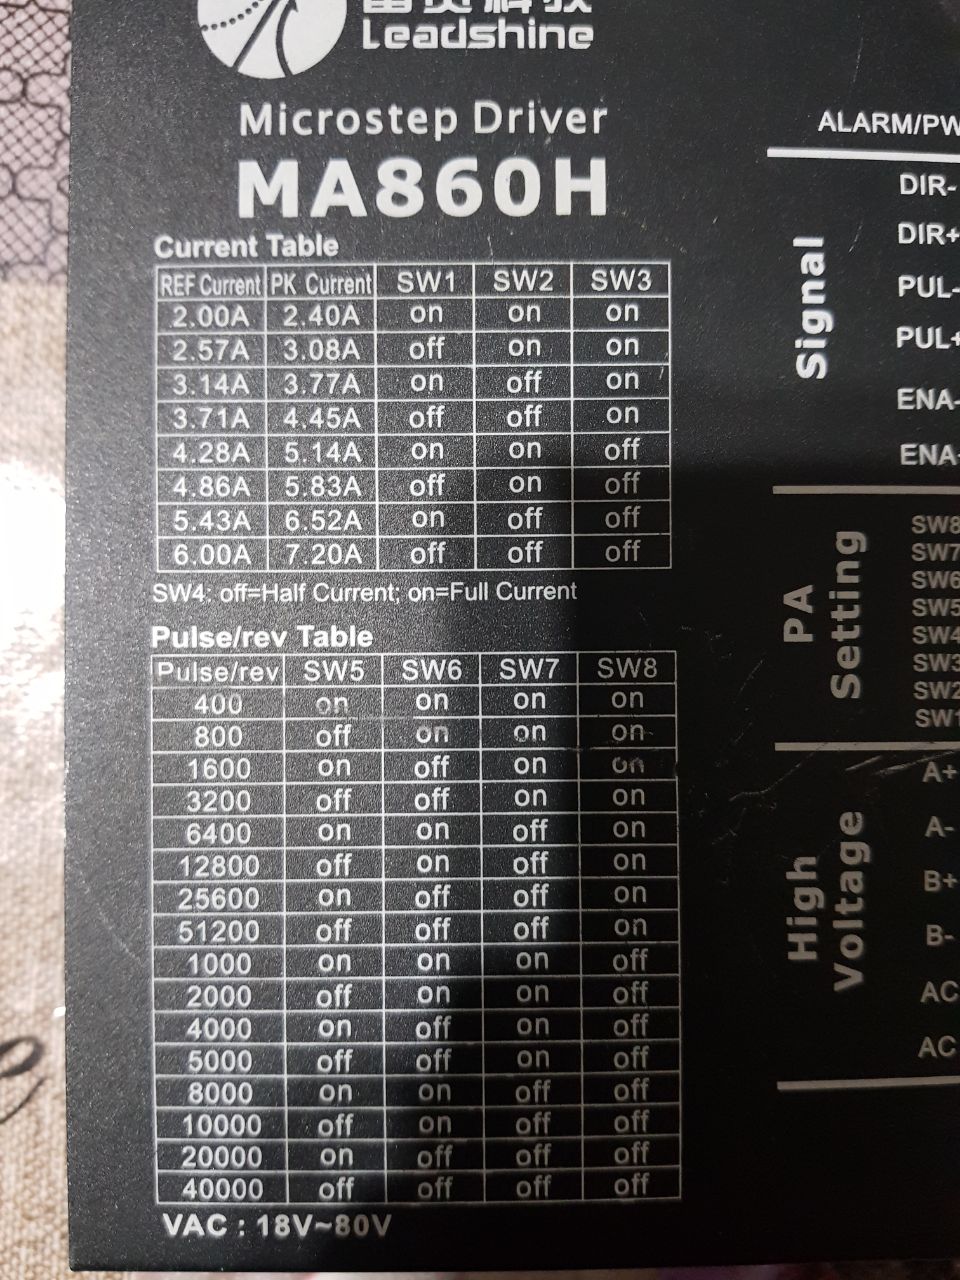 雷赛科技
Leadshine
Microstep Driver
MA860H
Current Table
REF Current PK Current SW1 SW2 SW3
2.00A 2.40A on on on
2.57A 3.08A off on on
3.14A 3.77A on off on
3.71A 4.45A off off on
4.28A 5.14A on on off
4.86A 5.83A off on off
5.43A 6.52A on off off
6.00A 7.20A off off off
SW4: off=Half Current; on=Full Current
Pulse/rev Table
Pulse/rev SW5 SW6 SW7 SW8
400 on on on on
800 off on on on
1600 on off on on
3200 off off on on
6400 on on off on
12800 off on off on
25600 on off off on
51200 off off off on
1000 on on on off
2000 off on on off
4000 on off on off
5000 off off on off
8000 on on off off
10000 off on off off
20000 on off off off
40000 off off off off
VAC : 18V~80V
ALARM/PW
Signal
DIR-
DIR+
PUL-
PUL+
ENA-
ENA+
PA
Setting
SW8
SW7
SW6
SW5
SW4
SW3
SW2
SW1
High
Voltage
A+
A-
B+
B-
AC
AC